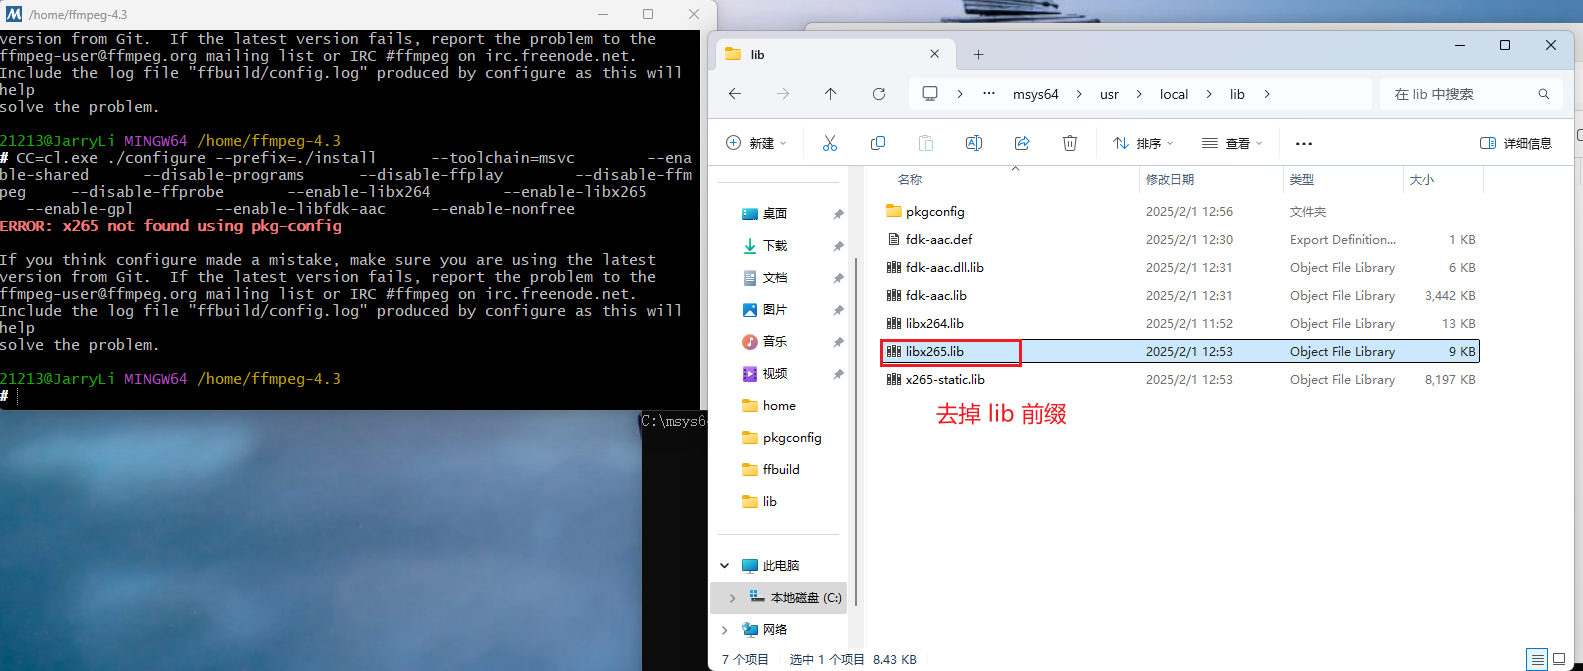 /home/ffmpeg-4.3
version from Git.  If the latest version fails, report the problem to the
ffmpeg-user@ffmpeg.org mailing list or IRC #ffmpeg on irc.freenode.net.
Include the log file "ffbuild/config.log" produced by configure as this will
help
solve the problem.
21213@JarryLi MINGW64 /home/ffmpeg-4.3
# CC=cl.exe ./configure --prefix=./install      --toolchain=msvc        --ena
ble-shared      --disable-programs      --disable-ffplay        --disable-ffm
peg     --disable-ffprobe       --enable-libx264        --enable-libx265
   --enable-gpl      --enable-libfdk-aac     --enable-nonfree
ERROR: x265 not found using pkg-config
If you think configure made a mistake, make sure you are using the latest
version from Git.  If the latest version fails, report the problem to the
ffmpeg-user@ffmpeg.org mailing list or IRC #ffmpeg on irc.freenode.net.
Include the log file "ffbuild/config.log" produced by configure as this will
help
solve the problem.
21213@JarryLi MINGW64 /home/ffmpeg-4.3
#
C:\msys6
lib
msys64 > usr > local > lib >
在 lib 中搜索
新建
排序
查看
详细信息
桌面
下载
文档
图片
音乐
视频
home
pkgconfig
ffbuild
lib
此电脑
本地磁盘 (C:)
网络
名称 修改日期 类型 大小
pkgconfig 2025/2/1 12:56 文件夹
fdk-aac.def 2025/2/1 12:30 Export Definition... 1 KB
fdk-aac.dll.lib 2025/2/1 12:31 Object File Library 6 KB
fdk-aac.lib 2025/2/1 12:31 Object File Library 3,442 KB
libx264.lib 2025/2/1 11:52 Object File Library 13 KB
libx265.lib 2025/2/1 12:53 Object File Library 9 KB
x265-static.lib 2025/2/1 12:53 Object File Library 8,197 KB
去掉 lib 前缀
7 个项目 选中 1 个项目 8.43 KB